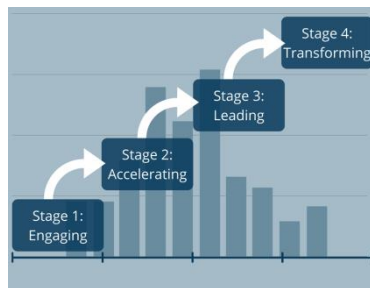 Stage 1:
Engaging
Stage 2:
Accelerating
Stage 3:
Leading
Stage 4:
Transforming